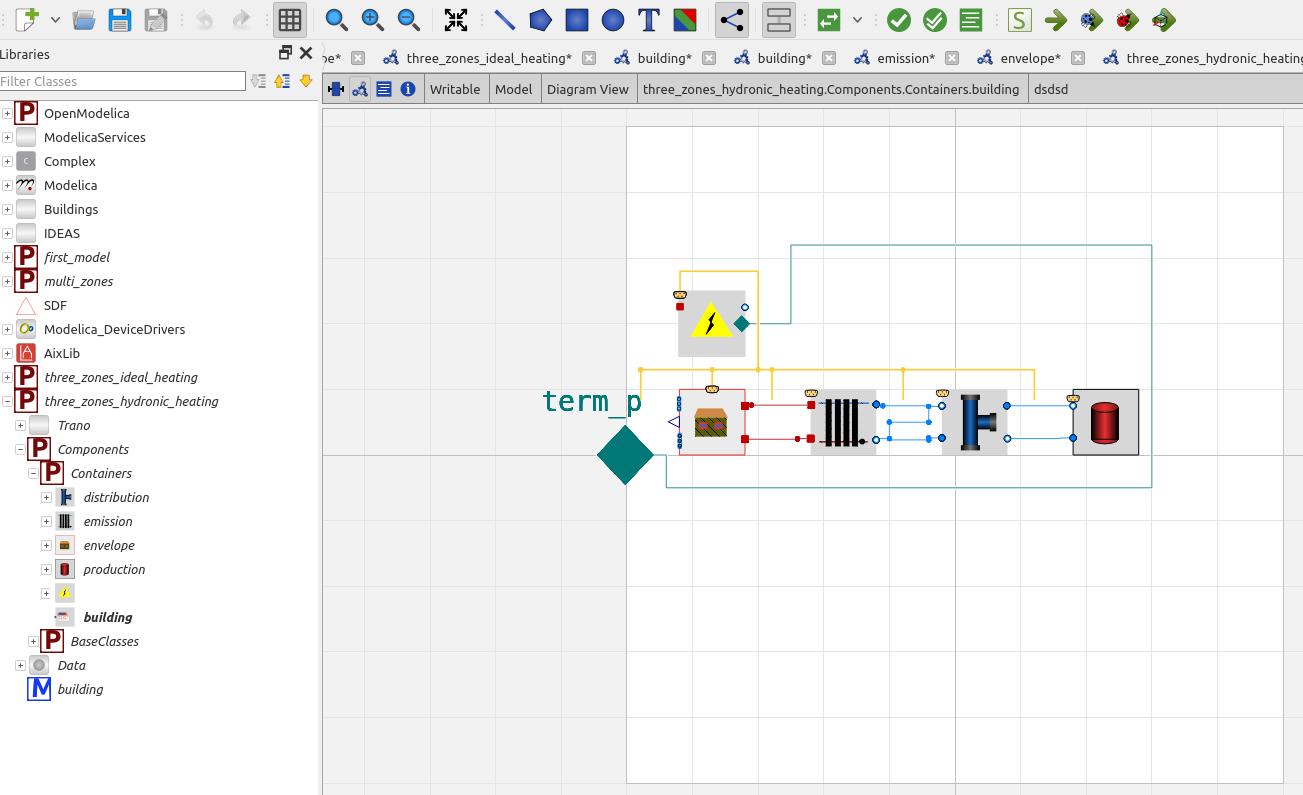 Libraries
pe*
three_zones_ideal_heating*
building*
building*
emission*
envelope*
three_zones_hydronic_heating
Filter Classes
Writable
Model
Diagram View
three_zones_hydronic_heating.Components.Containers.building
dsdsd
P OpenModelica
ModelicaServices
C Complex
Modelica
Buildings
IDEAS
P first_model
P multi_zones
SDF
Modelica_DeviceDrivers
AixLib
P three_zones_ideal_heating
P three_zones_hydronic_heating
Trano
P Components
P Containers
distribution
emission
envelope
production
building
P BaseClasses
Data
M building
T
S
term_p